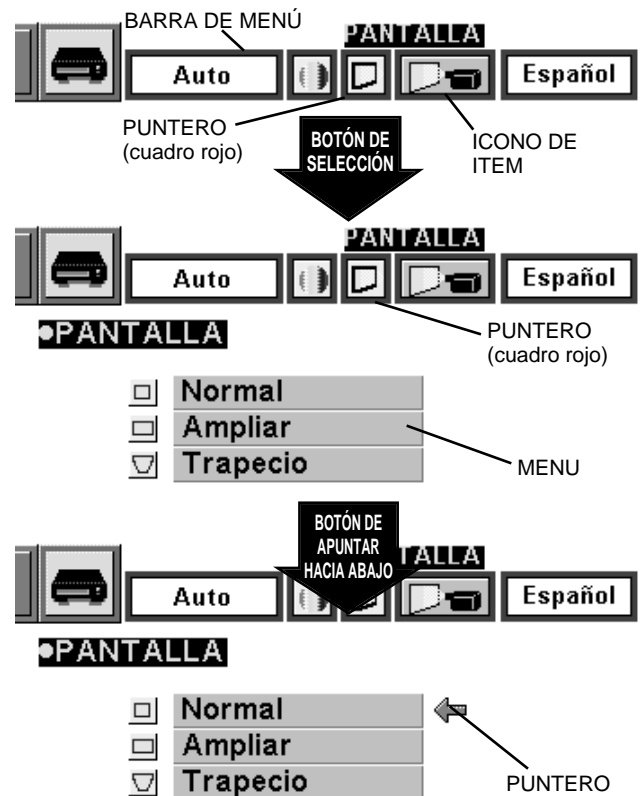 BARRA DE MENÚ
PANTALLA
Auto
Español
PUNTERO
(cuadro rojo)
BOTÓN DE
SELECCIÓN
ICONO DE
ITEM
PANTALLA
Auto
Español
●PANTALLA
PUNTERO
(cuadro rojo)
Normal
Ampliar
Trapecio
MENU
BOTÓN DE
APUNTAR
HACIA ABAJO
TALLA
Auto
Español
●PANTALLA
Normal
Ampliar
Trapecio
PUNTERO